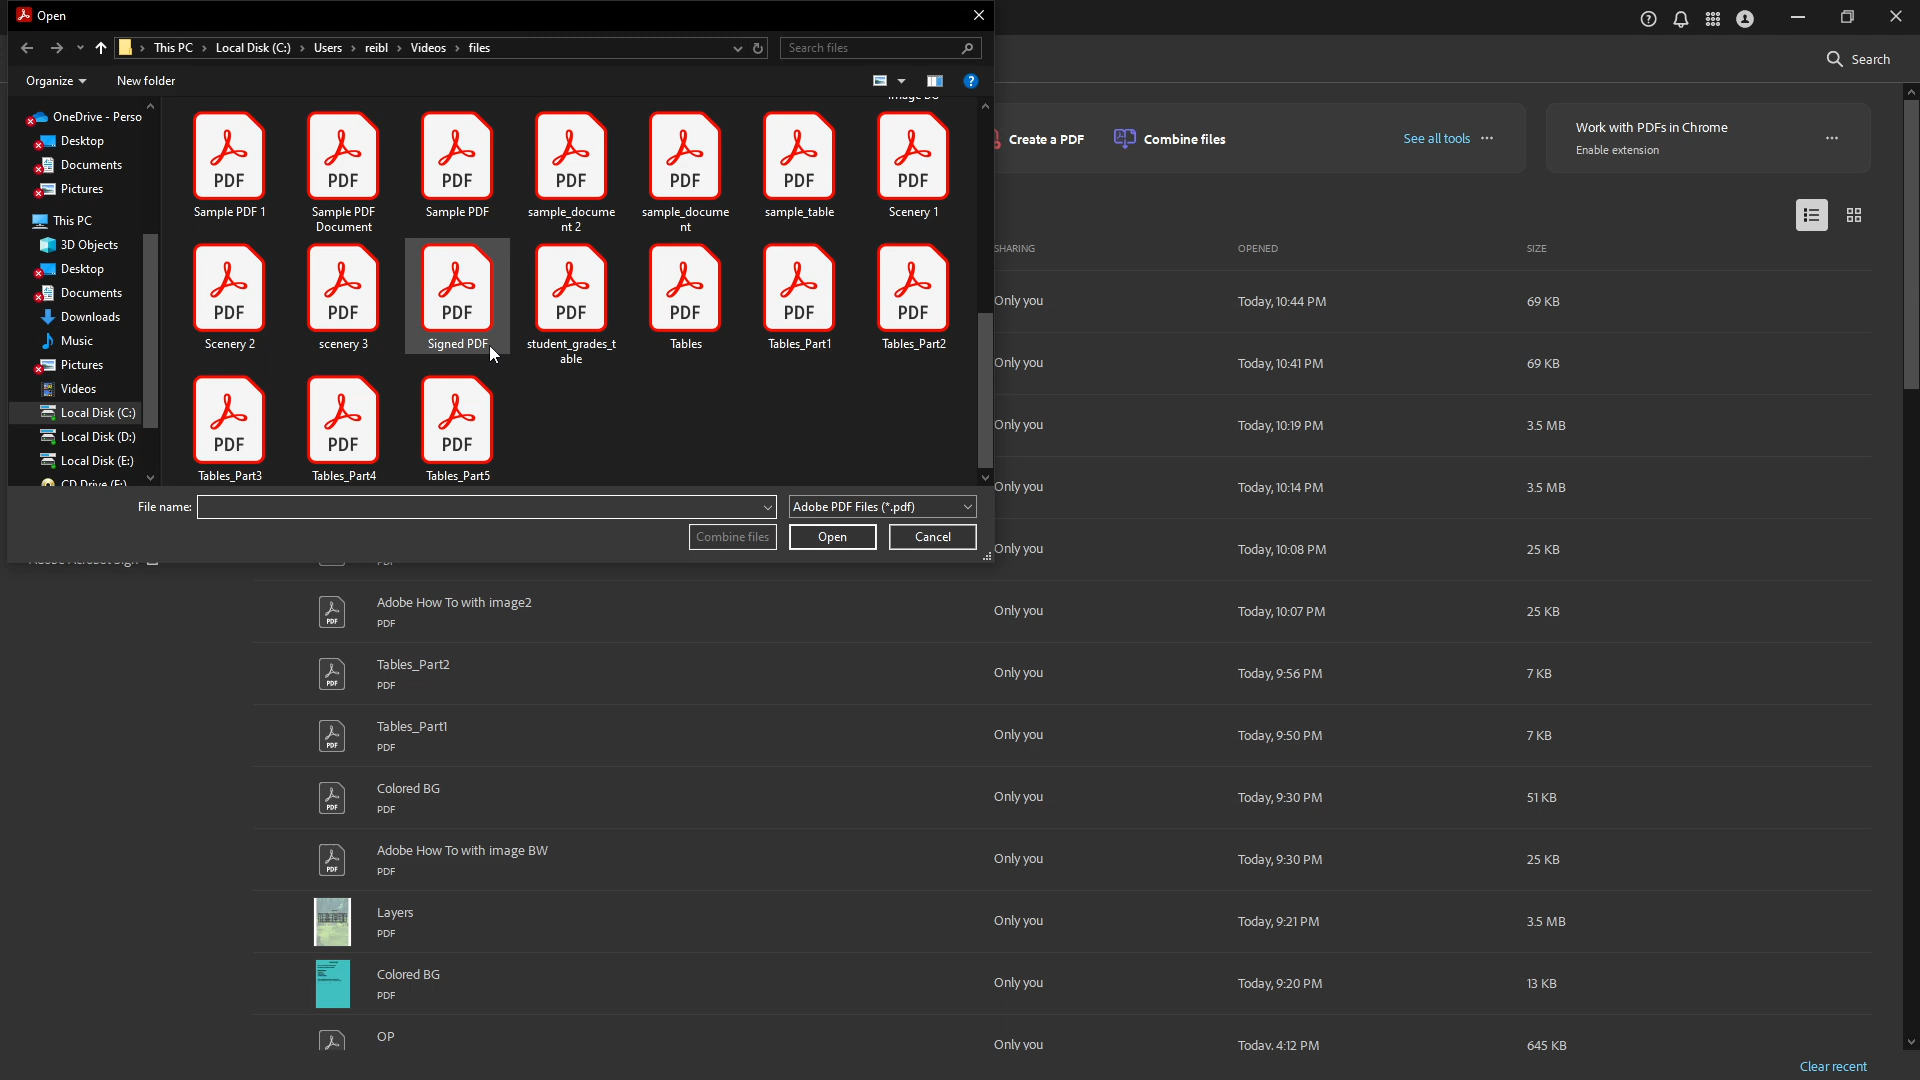 Open
This PC > Local Disk (C:) > Users > reibl > Videos > files
Search files
Organize
New folder
OneDrive - Perso
Desktop
Documents
Pictures
This PC
3D Objects
Desktop
Documents
Downloads
Music
Pictures
Videos
Local Disk (C:)
Local Disk (D:)
Local Disk (E:)
PDF PDF PDF PDF PDF PDF PDF
Sample PDF 1
Sample PDF
Document
Sample PDF
sample_docume
nt 2
sample_docume
nt
sample_table
Scenery 1
PDF PDF PDF PDF PDF PDF PDF
Scenery 2
scenery 3
Signed PDF
student_grades_t
able
Tables
Tables_Part1
Tables_Part2
PDF PDF PDF
Tables_Part3
Tables_Part4
Tables_Part5
File name:
Adobe PDF Files (*.pdf)
Combine files
Open
Cancel
Search
Create a PDF
Combine files
See all tools
Work with PDFs in Chrome
Enable extension
SHARING OPENED SIZE
Only you Today, 10:44 PM 69 KB
Only you Today, 10:41 PM 69 KB
Only you Today, 10:19 PM 3.5 MB
Only you Today, 10:14 PM 3.5 MB
Only you Today, 10:08 PM 25 KB
Adobe How To with image2
PDF
Only you Today, 10:07 PM 25 KB
Tables_Part2
PDF
Only you Today, 9:56 PM 7 KB
Tables_Part1
PDF
Only you Today, 9:50 PM 7 KB
Colored BG
PDF
Only you Today, 9:30 PM 51 KB
Adobe How To with image BW
PDF
Only you Today, 9:30 PM 25 KB
Layers
PDF
Only you Today, 9:21 PM 3.5 MB
Colored BG
PDF
Only you Today, 9:20 PM 13 KB
OP
Only you Today, 4:12 PM 645 KB
Clear recent